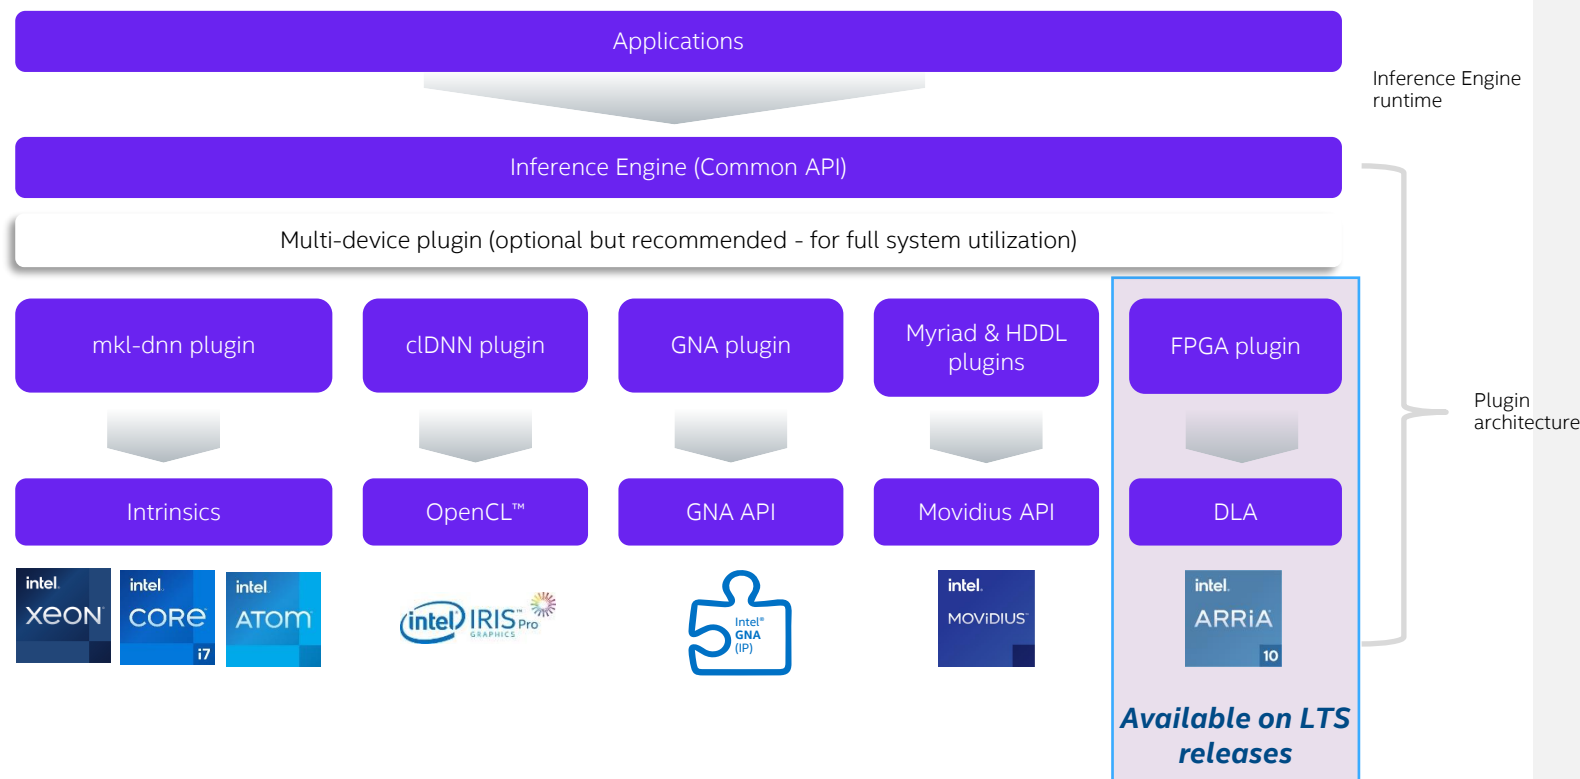 Applications
Inference Engine
runtime
Inference Engine (Common API)
Multi-device plugin (optional but recommended - for full system utilization)
mkl-dnn plugin
clDNN plugin
GNA plugin
Myriad & HDDL
plugins
FPGA plugin
Plugin
architecture
Intrinsics
OpenCL™
GNA API
Movidius API
DLA
intel.
XEON
intel.
CORE
i7
intel.
ATOM
intel IRIS™ Pro
GRAPHICS
Intel®
GNA
(IP)
intel.
MOVIDIUS™
intel.
ARRIA
10
Available on LTS
releases